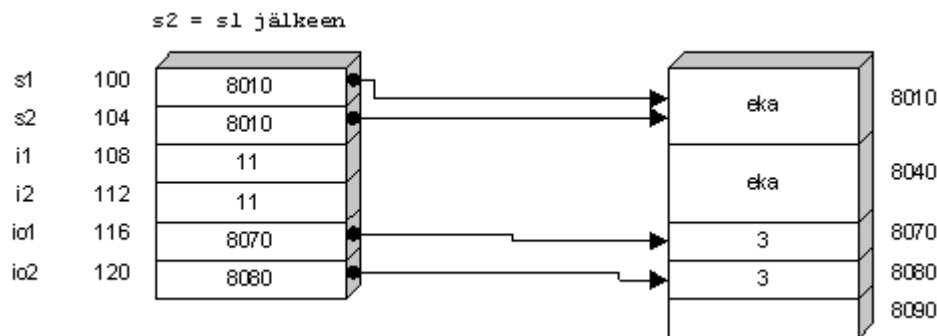 s2 = s1 jälkeen
s1 100 8010 eka 8010
s2 104 8010
i1 108 11 eka 8040
i2 112 11
io1 116 8070 3 8070
io2 120 8080 3 8080
8090